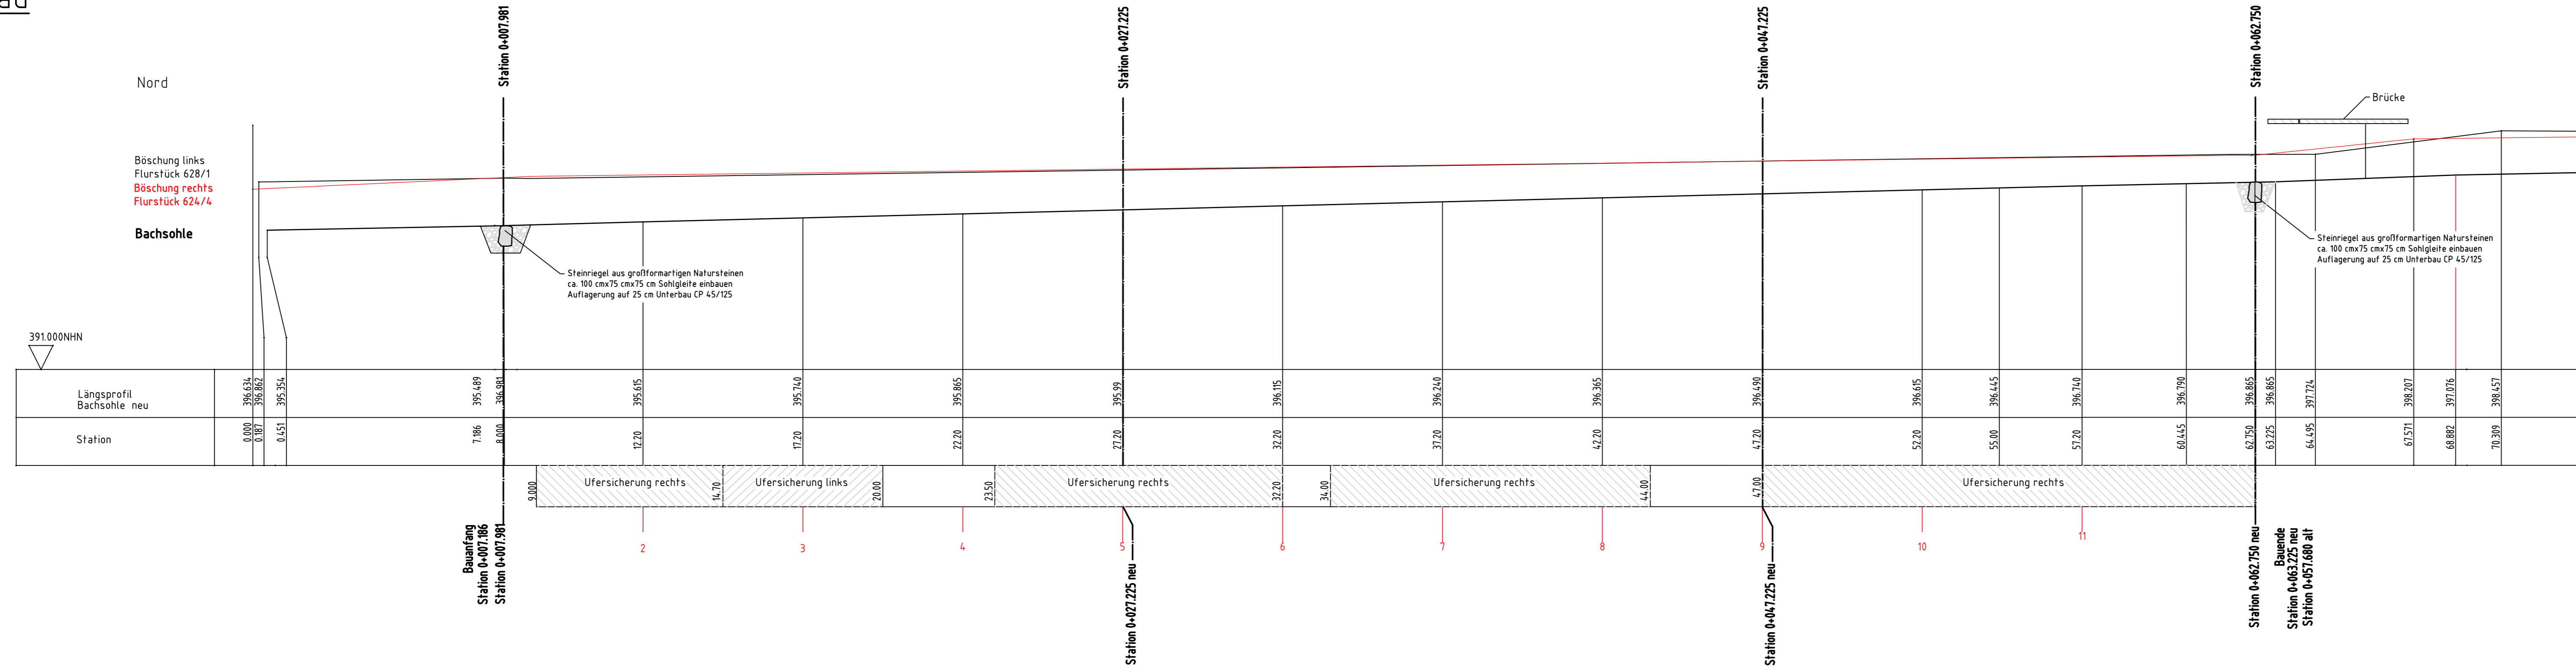 Station 0+007.981
Station 0+027.225
Station 0+047.225
Station 0+062.750
Nord
Brücke
Böschung links
Flurstück 628/1
Böschung rechts
Flurstück 624/4
Bachsohle
Steinriegel aus großformartigen Natursteinen
ca. 100 cmx75 cmx75 cm Sohlgleite einbauen
Auflagerung auf 25 cm Unterbau CP 45/125
Steinriegel aus großformartigen Natursteinen
ca. 100 cmx75 cmx75 cm Sohlgleite einbauen
Auflagerung auf 25 cm Unterbau CP 45/125
391.000NHN
Längsprofil
Bachsohle neu
396.634
396.862
395.354
395.489
396.981
395.615
395.740
395.865
395.99
396.115
396.240
396.365
396.490
396.615
396.445
396.740
396.790
396.865
396.865
397.724
398.207
397.076
398.457
Station
0.000
0.187
0.451
7.186
8.000
12.20
17.20
22.20
27.20
32.20
37.20
42.20
47.20
52.20
55.00
57.20
60.445
62.750
63.225
64.495
67.571
68.882
70.309
9.000
Ufersicherung rechts
14.70
Ufersicherung links
20.00
23.50
Ufersicherung rechts
32.20
34.00
Ufersicherung rechts
44.00
47.00
Ufersicherung rechts
2
3
4
5
6
7
8
9
10
11
Bauanfang
Station 0+007.186
Station 0+007.981
Station 0+027.225 neu
Station 0+047.225 neu
Station 0+062.750 neu
Bauende
Station 0+063.225 neu
Station 0+057.680 alt